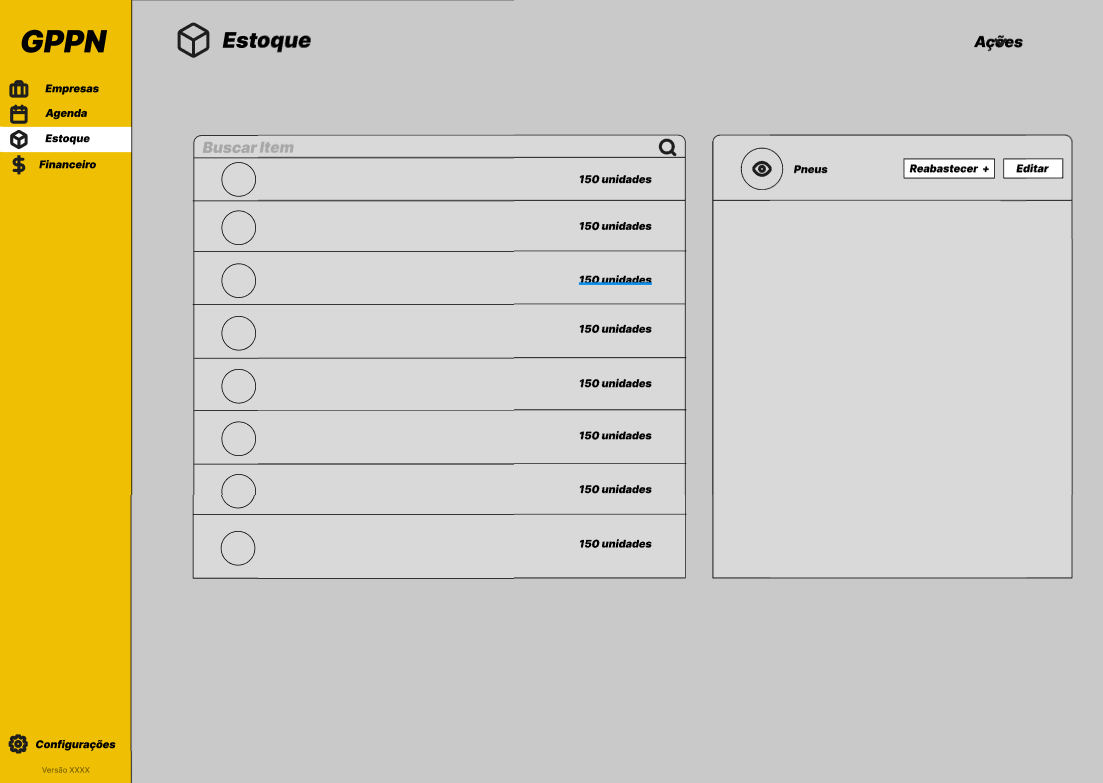 GPPN
Empresas
Agenda
Estoque
Financeiro
Configurações
Versão XXXX
Estoque
Ações
Buscar Item
150 unidades
150 unidades
150 unidades
150 unidades
150 unidades
150 unidades
150 unidades
150 unidades
Pneus
Reabastecer +
Editar